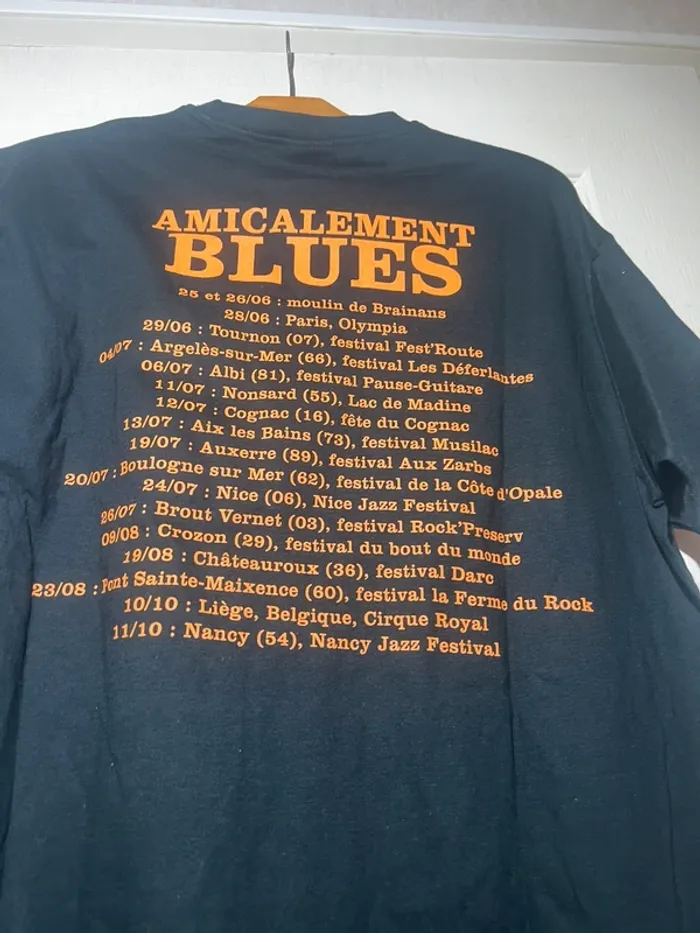 AMICALEMENT
BLUES
25 et 26/06 : moulin de Brainans
28/06 : Paris, Olympia
29/06 : Tournon (07), festival Fest'Route
04/07 : Argelès-sur-Mer (66), festival Les Déferlantes
06/07 : Albi (81), festival Pause-Guitare
11/07 : Nonsard (55), Lac de Madine
12/07 : Cognac (16), fête du Cognac
13/07 : Aix les Bains (73), festival Musilac
19/07 : Auxerre (89), festival Aux Zarbs
20/07 : Boulogne sur Mer (62), festival de la Côte d'Opale
24/07 : Nice (06), Nice Jazz Festival
26/07 : Brout Vernet (03), festival Rock'Preserv
09/08 : Crozon (29), festival du bout du monde
19/08 : Châteauroux (36), festival Darc
23/08 : Pont Sainte-Maixence (60), festival la Ferme du Rock
10/10 : Liège, Belgique, Cirque Royal
11/10 : Nancy (54), Nancy Jazz Festival